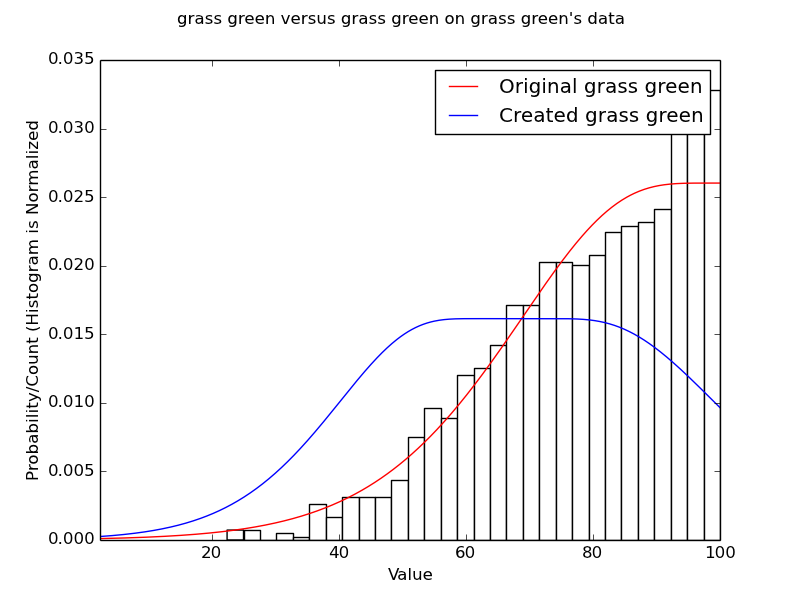 grass green versus grass green on grass green's data
0.035
0.030
0.025
0.020
0.015
0.010
0.005
0.000
Probability/Count (Histogram is Normalized
Original grass green
Created grass green
20
40
60
80
100
Value